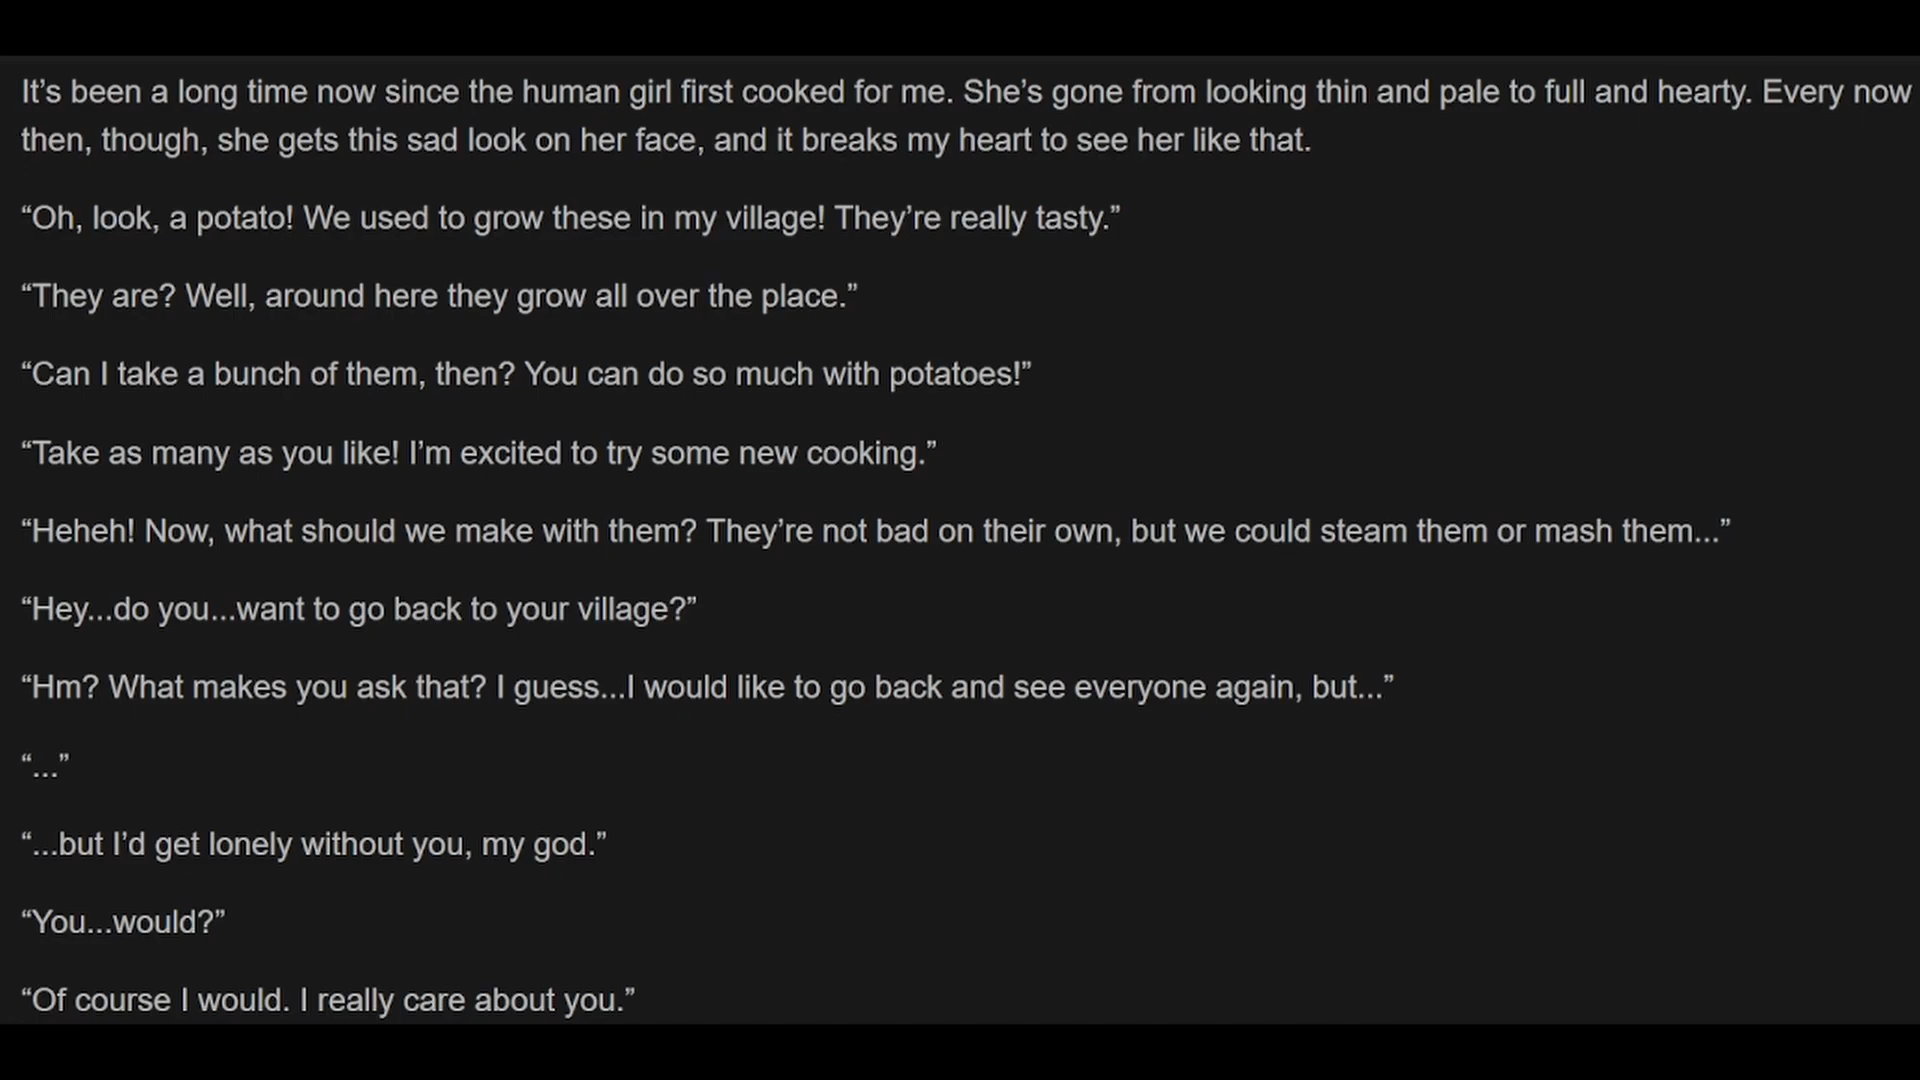 It’s been a long time now since the human girl first cooked for me. She’s gone from looking thin and pale to full and hearty. Every now
then, though, she gets this sad look on her face, and it breaks my heart to see her like that.
“Oh, look, a potato! We used to grow these in my village! They’re really tasty.”
“They are? Well, around here they grow all over the place.”
“Can I take a bunch of them, then? You can do so much with potatoes!”
“Take as many as you like! I’m excited to try some new cooking.”
“Heheh! Now, what should we make with them? They’re not bad on their own, but we could steam them or mash them...”
“Hey...do you...want to go back to your village?”
“Hm? What makes you ask that? I guess...I would like to go back and see everyone again, but...”
“...”
“...but I’d get lonely without you, my god.”
“You...would?”
“Of course I would. I really care about you.”